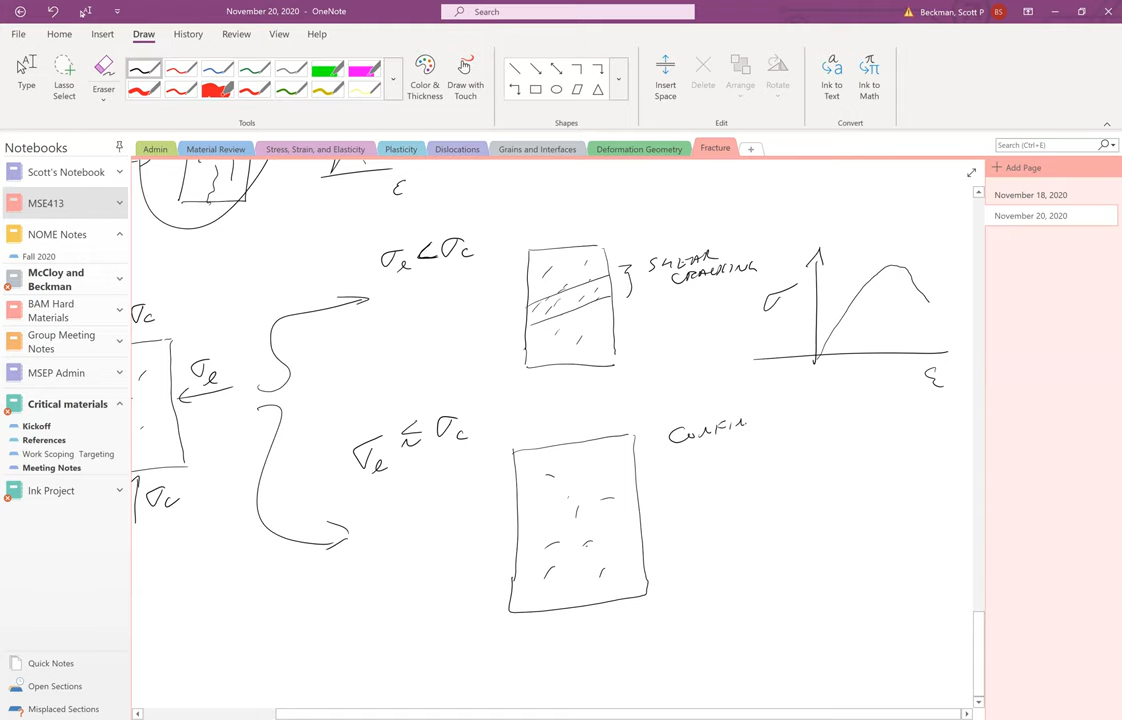 November 20, 2020 - OneNote
Search
Beckman, Scott P
BS
File
Home
Insert
Draw
History
Review
View
Help
Type
Lasso Select
Eraser
Color & Thickness
Draw with Touch
Insert Space
Delete
Arrange
Rotate
Ink to Text
Ink to Math
Tools
Shapes
Edit
Convert
Notebooks
Admin
Material Review
Stress, Strain, and Elasticity
Plasticity
Dislocations
Grains and Interfaces
Deformation Geometry
Fracture
Search (Ctrl+E)
Scott's Notebook
MSE413
NOME Notes
Fall 2020
McCloy and Beckman
BAM Hard Materials
Group Meeting Notes
MSEP Admin
Critical materials
Kickoff
References
Work Scoping Targeting
Meeting Notes
Ink Project
Quick Notes
Open Sections
Misplaced Sections
Add Page
November 18, 2020
November 20, 2020
ε
σℓ < σc
SHEAR
CRACKING
σ
ε
σc
σℓ
σℓ ≲ σc
CONFIN
σc